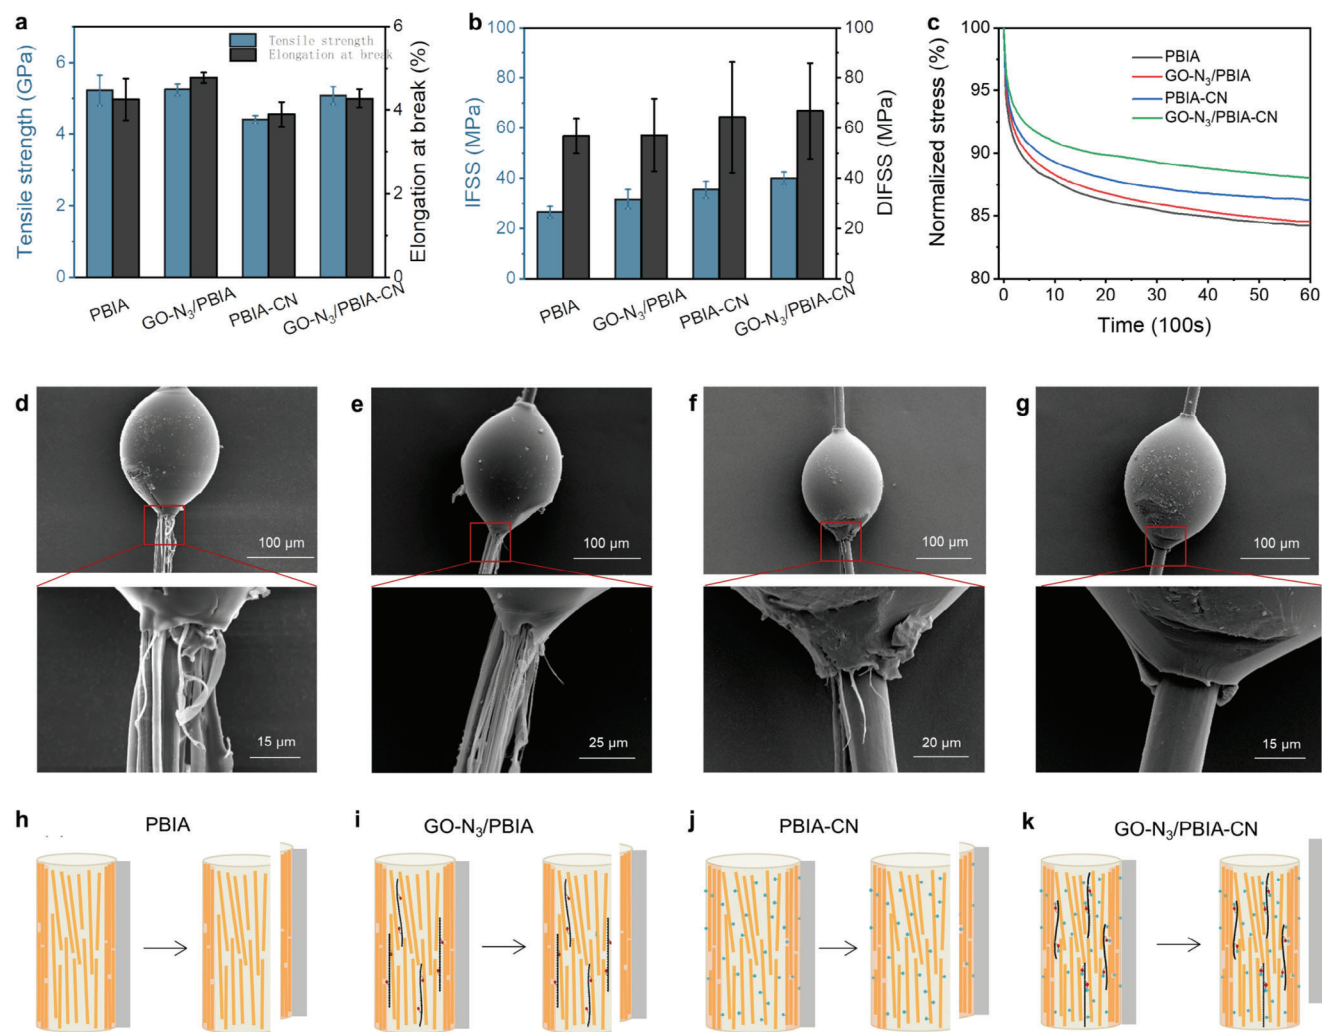 a
Tensile strength (GPa)
8
6
4
2
0
Tensile strength
Elongation at break
6
4
2
0
Elongation at break (%)
PBIA
GO-N₃/PBIA
PBIA-CN
GO-N₃/PBIA-CN
b
IFSS (MPa)
100
80
60
40
20
0
100
80
60
40
20
0
DIFSS (MPa)
PBIA
GO-N₃/PBIA
PBIA-CN
GO-N₃/PBIA-CN
c
Normalized stress (%)
100
95
90
85
80
PBIA
GO-N₃/PBIA
PBIA-CN
GO-N₃/PBIA-CN
0
10
20
30
40
50
60
Time (100s)
d
100 μm
15 μm
e
100 μm
25 μm
f
100 μm
20 μm
g
100 μm
15 μm
h
PBIA
i
GO-N₃/PBIA
j
PBIA-CN
k
GO-N₃/PBIA-CN